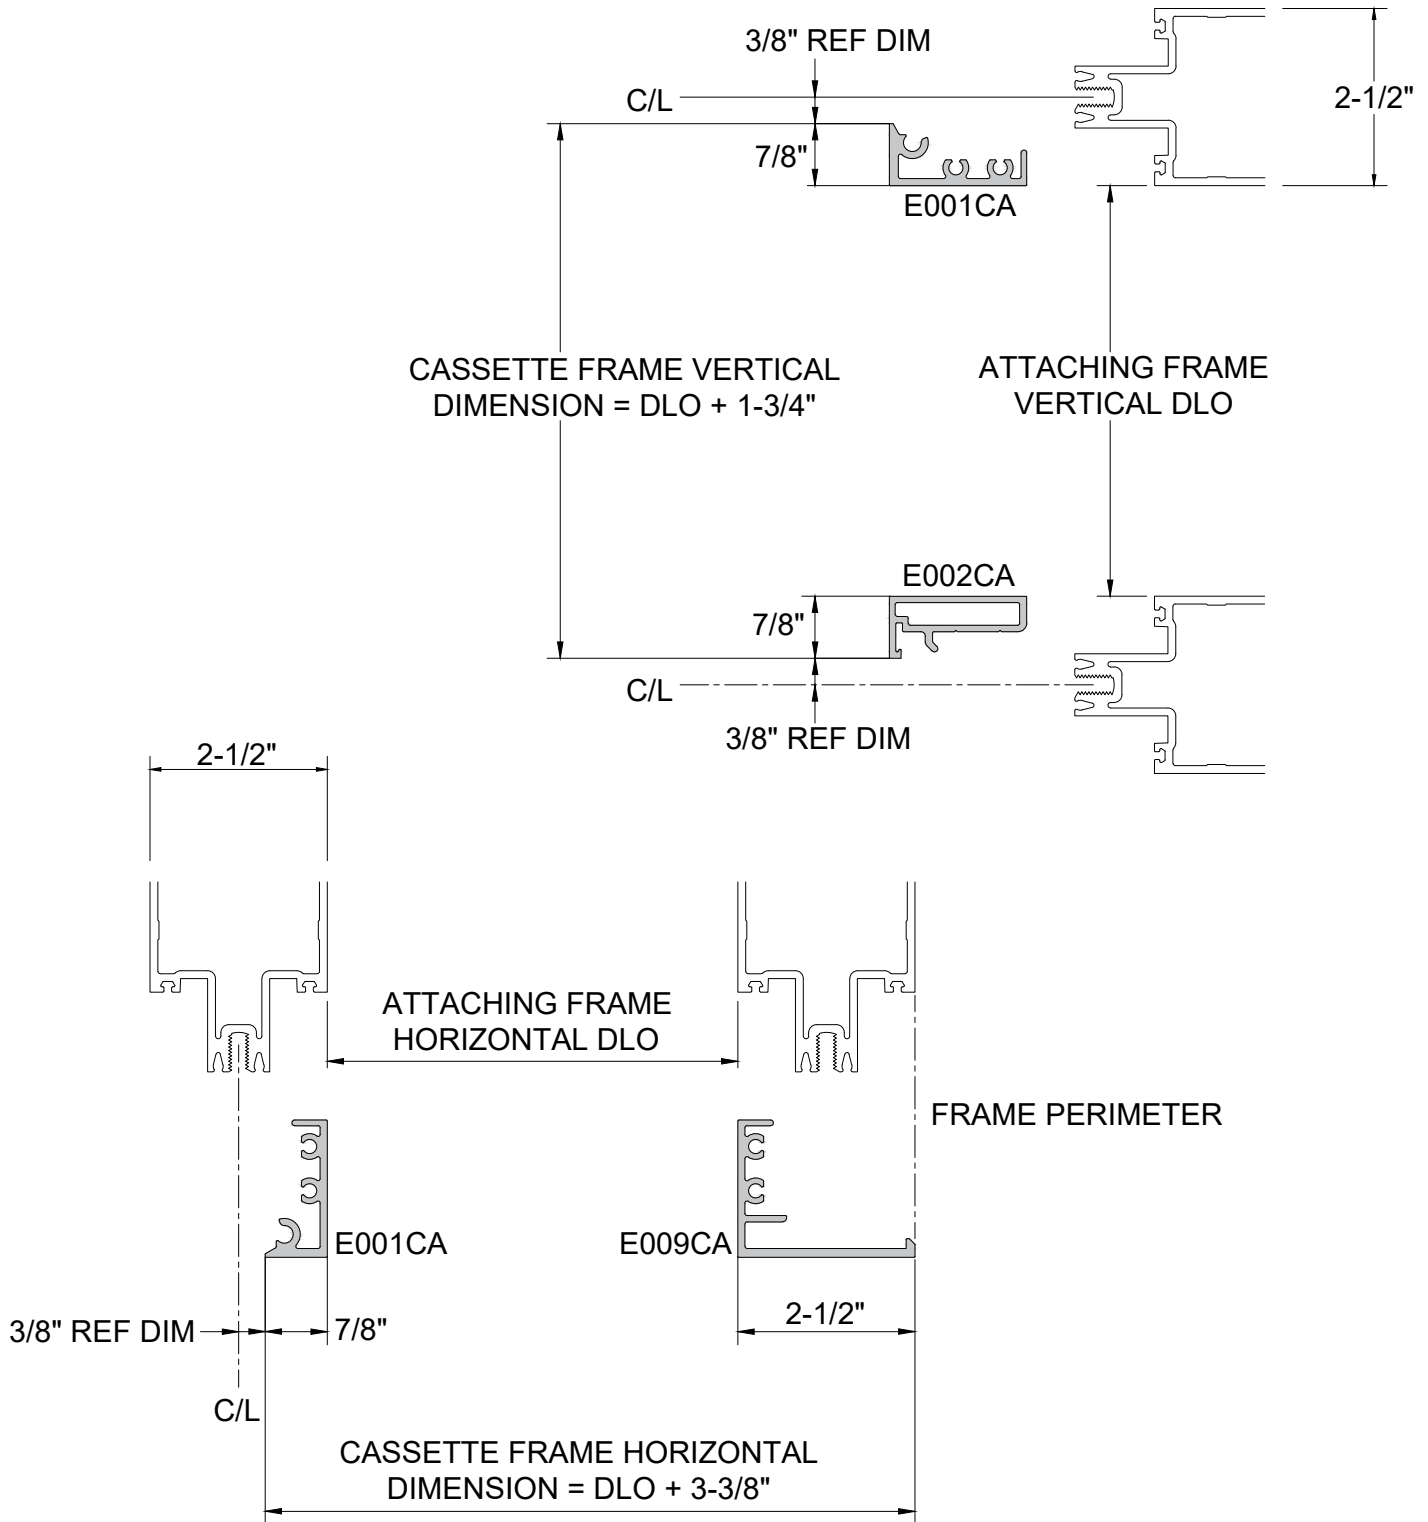 3/8" REF DIM
C/L
2-1/2"
7/8"
E001CA
CASSETTE FRAME VERTICAL
DIMENSION = DLO + 1-3/4"
ATTACHING FRAME
VERTICAL DLO
E002CA
7/8"
C/L
3/8" REF DIM
2-1/2"
ATTACHING FRAME
HORIZONTAL DLO
FRAME PERIMETER
E001CA
E009CA
3/8" REF DIM
7/8"
2-1/2"
C/L
CASSETTE FRAME HORIZONTAL
DIMENSION = DLO + 3-3/8"